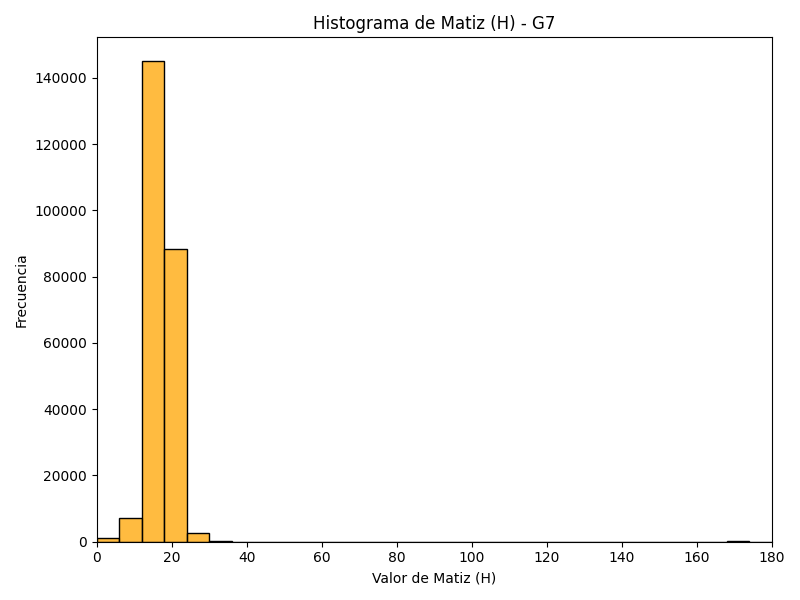 Histograma de Matiz (H) - G7
Frecuencia
140000
120000
100000
80000
60000
40000
20000
0
0 20 40 60 80 100 120 140 160 180
Valor de Matiz (H)